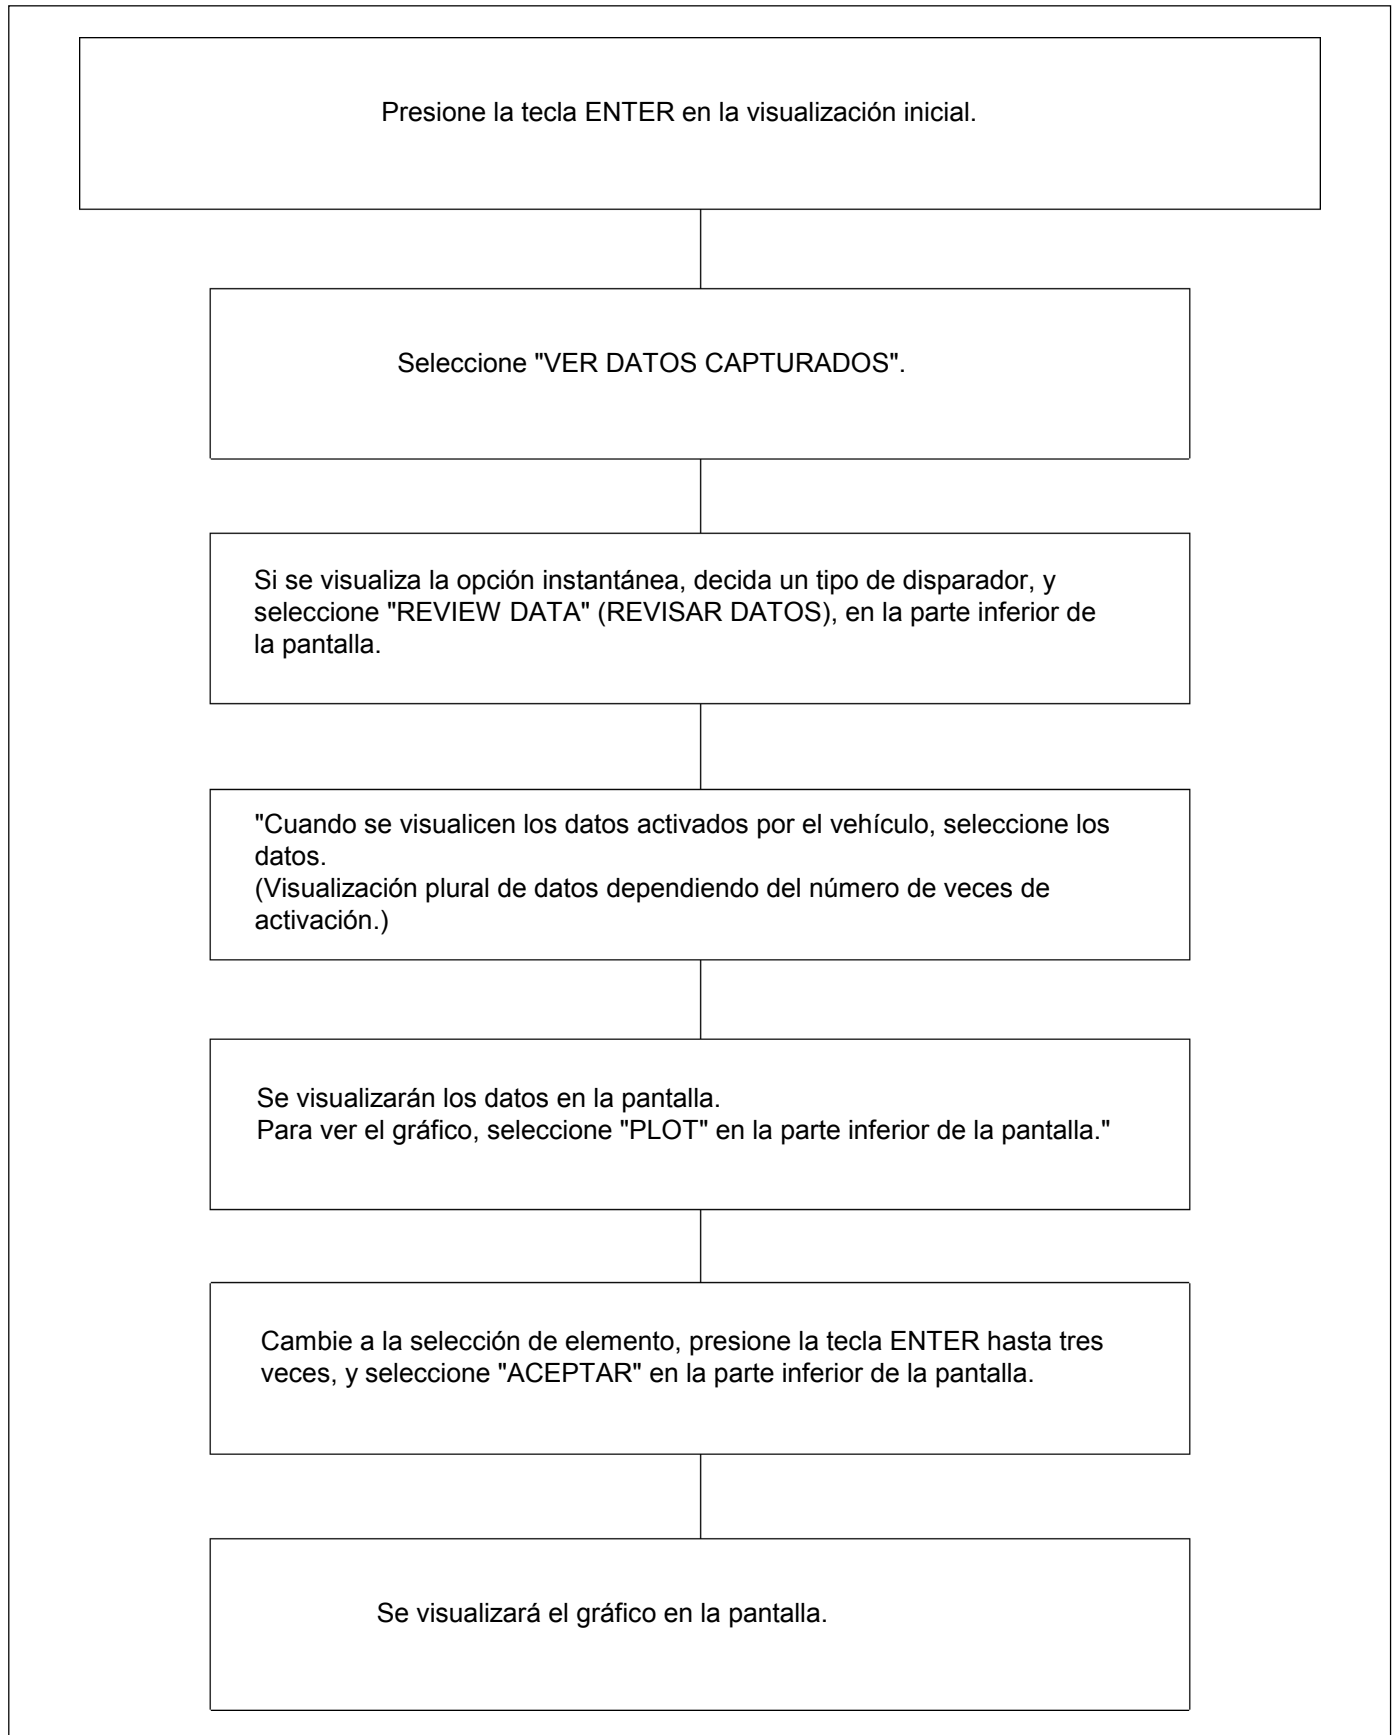 Presione la tecla ENTER en la visualización inicial.
Seleccione "VER DATOS CAPTURADOS".
Si se visualiza la opción instantánea, decida un tipo de disparador, y
seleccione "REVIEW DATA" (REVISAR DATOS), en la parte inferior de
la pantalla.
"Cuando se visualicen los datos activados por el vehículo, seleccione los
datos.
(Visualización plural de datos dependiendo del número de veces de
activación.)
Se visualizarán los datos en la pantalla.
Para ver el gráfico, seleccione "PLOT" en la parte inferior de la pantalla."
Cambie a la selección de elemento, presione la tecla ENTER hasta tres
veces, y seleccione "ACEPTAR" en la parte inferior de la pantalla.
Se visualizará el gráfico en la pantalla.